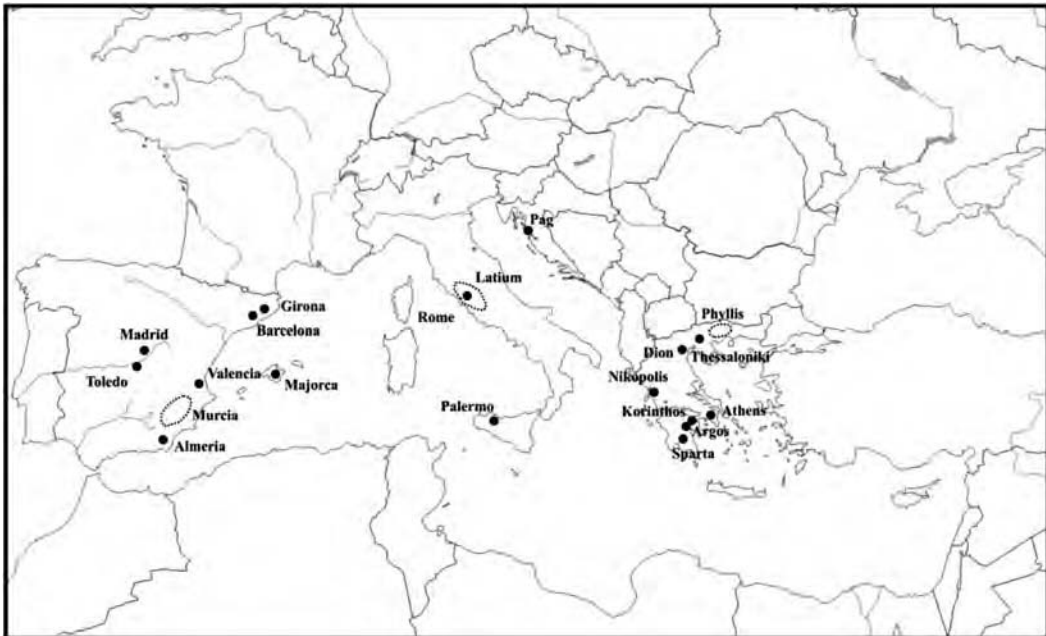 Pag
Latium
Rome
Girona
Barcelona
Madrid
Toledo
Valencia
Majorca
Murcia
Almeria
Palermo
Phyllis
Dion
Thessaloniki
Nikopolis
Korinthos
Athens
Argos
Sparta